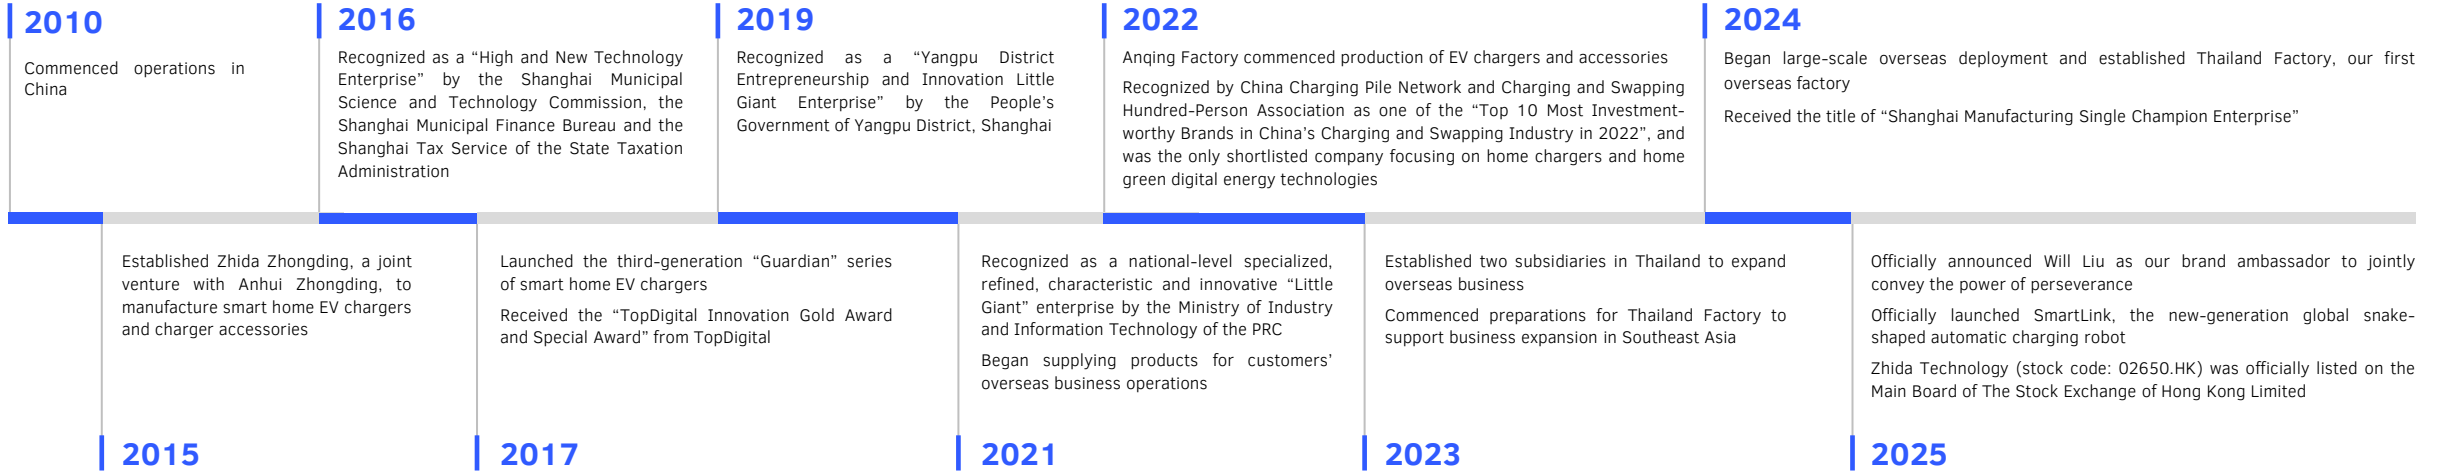 2010
Commenced operations in
China
2016
Recognized as a “High and New Technology
Enterprise” by the Shanghai Municipal
Science and Technology Commission, the
Shanghai Municipal Finance Bureau and the
Shanghai Tax Service of the State Taxation
Administration
2019
Recognized as a “Yangpu District
Entrepreneurship and Innovation Little
Giant Enterprise” by the People’s
Government of Yangpu District, Shanghai
2022
Anqing Factory commenced production of EV chargers and accessories
Recognized by China Charging Pile Network and Charging and Swapping
Hundred-Person Association as one of the “Top 10 Most Investment-
worthy Brands in China’s Charging and Swapping Industry in 2022”, and
was the only shortlisted company focusing on home chargers and home
green digital energy technologies
2024
Began large-scale overseas deployment and established Thailand Factory, our first
overseas factory
Received the title of “Shanghai Manufacturing Single Champion Enterprise”
Established Zhida Zhongding, a joint
venture with Anhui Zhongding, to
manufacture smart home EV chargers
and charger accessories
2015
Launched the third-generation “Guardian” series
of smart home EV chargers
Received the “TopDigital Innovation Gold Award
and Special Award” from TopDigital
2017
Recognized as a national-level specialized,
refined, characteristic and innovative “Little
Giant” enterprise by the Ministry of Industry
and Information Technology of the PRC
Began supplying products for customers’
overseas business operations
2021
Established two subsidiaries in Thailand to expand
overseas business
Commenced preparations for Thailand Factory to
support business expansion in Southeast Asia
2023
Officially announced Will Liu as our brand ambassador to jointly
convey the power of perseverance
Officially launched SmartLink, the new-generation global snake-
shaped automatic charging robot
Zhida Technology (stock code: 02650.HK) was officially listed on the
Main Board of The Stock Exchange of Hong Kong Limited
2025